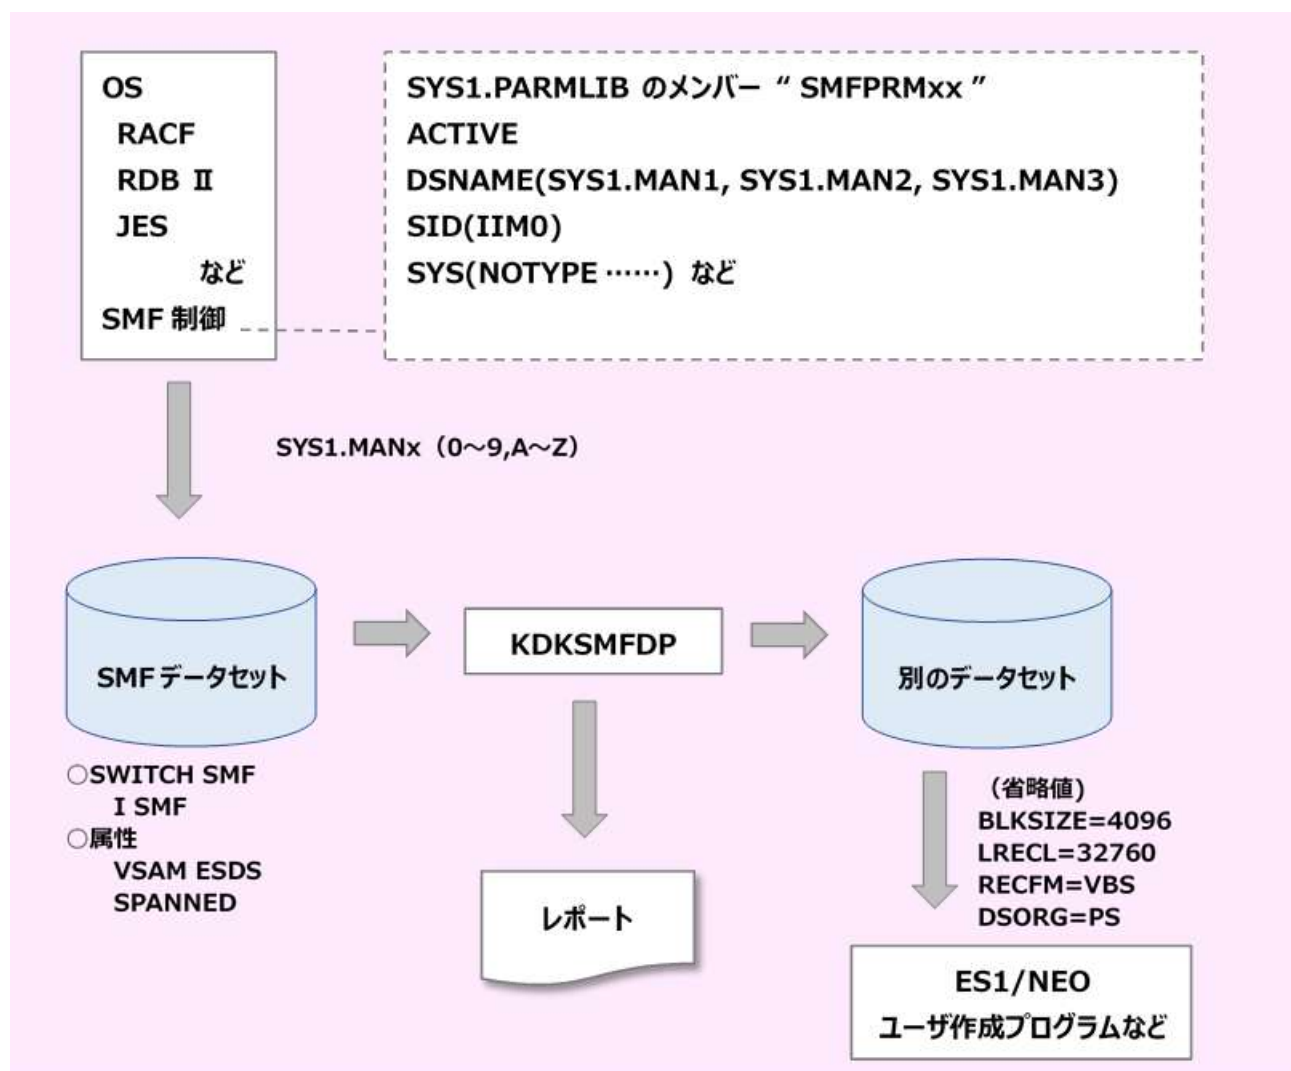 OS
RACF
RDB Ⅱ
JES
など
SMF 制御
SYS1.PARMLIB のメンバー “ SMFPRMxx ”
ACTIVE
DSNAME(SYS1.MAN1, SYS1.MAN2, SYS1.MAN3)
SID(IIM0)
SYS(NOTYPE ……) など
SYS1.MANx（0～9,A～Z）
SMF データセット
KDKSMFDP
別のデータセット
○SWITCH SMF
I SMF
○属性
VSAM ESDS
SPANNED
レポート
（省略値)
BLKSIZE=4096
LRECL=32760
RECFM=VBS
DSORG=PS
ES1/NEO
ユーザ作成プログラムなど